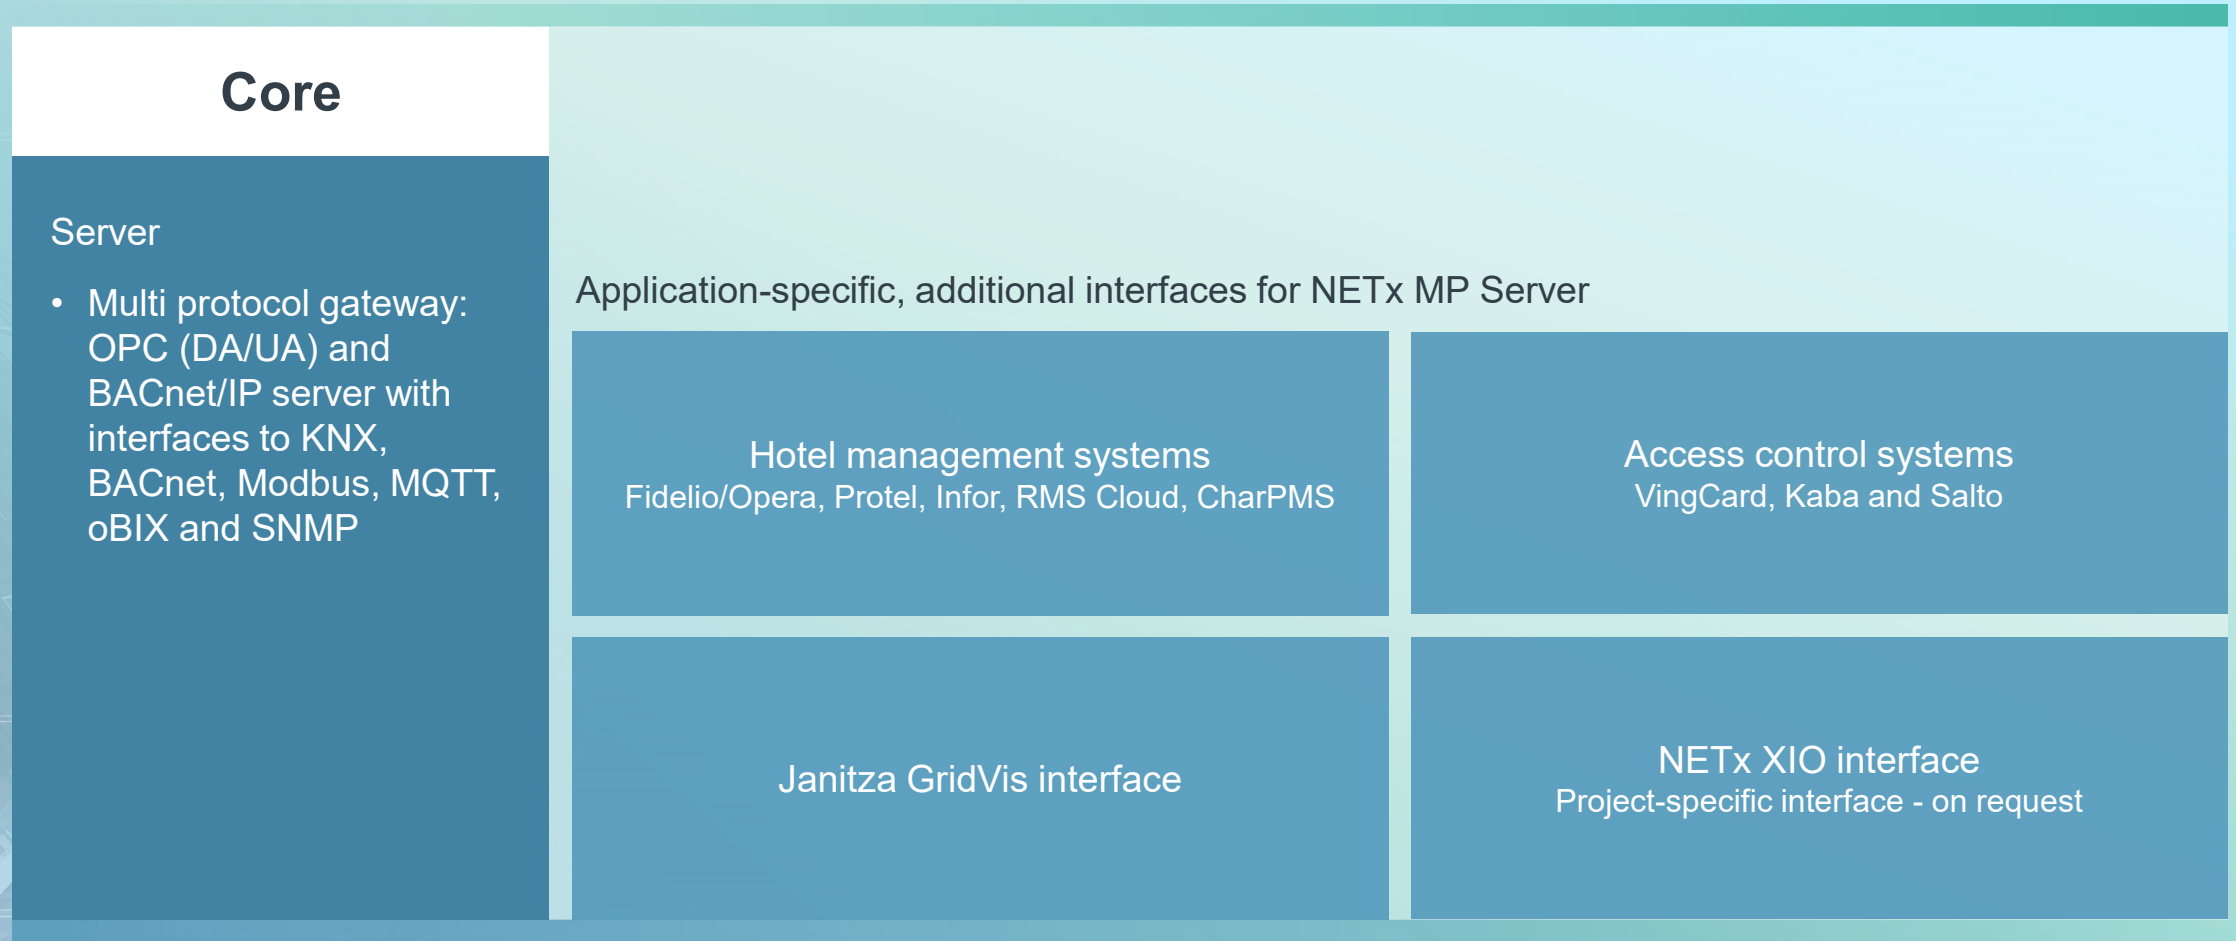 Core
Server
• Multi protocol gateway:
OPC (DA/UA) and
BACnet/IP server with
interfaces to KNX,
BACnet, Modbus, MQTT,
oBIX and SNMP
Application-specific, additional interfaces for NETx MP Server
Hotel management systems
Fidelio/Opera, Protel, Infor, RMS Cloud, CharPMS
Access control systems
VingCard, Kaba and Salto
Janitza GridVis interface
NETx XIO interface
Project-specific interface - on request